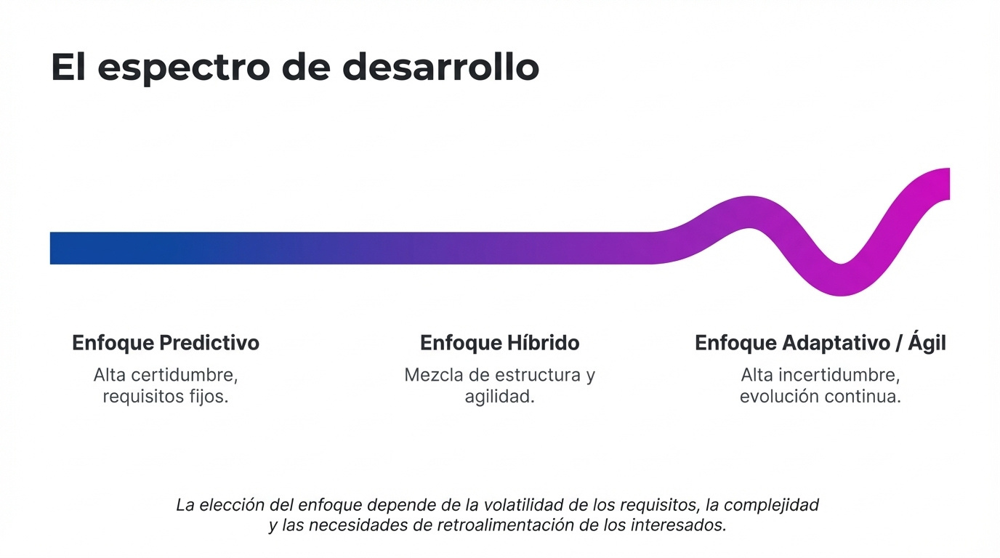 El espectro de desarrollo
Enfoque Predictivo
Alta certidumbre,
requisitos fijos.
Enfoque Híbrido
Mezcla de estructura y
agilidad.
Enfoque Adaptativo / Ágil
Alta incertidumbre,
evolución continua.
La elección del enfoque depende de la volatilidad de los requisitos, la complejidad
y las necesidades de retroalimentación de los interesados.